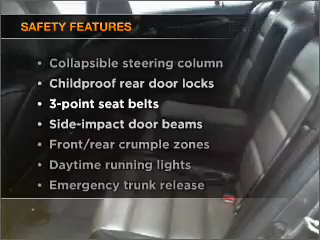 SAFETY FEATURES
• Collapsible steering column
• Childproof rear door locks
• 3-point seat belts
• Side-impact door beams
• Front/rear crumple zones
• Daytime running lights
• Emergency trunk release